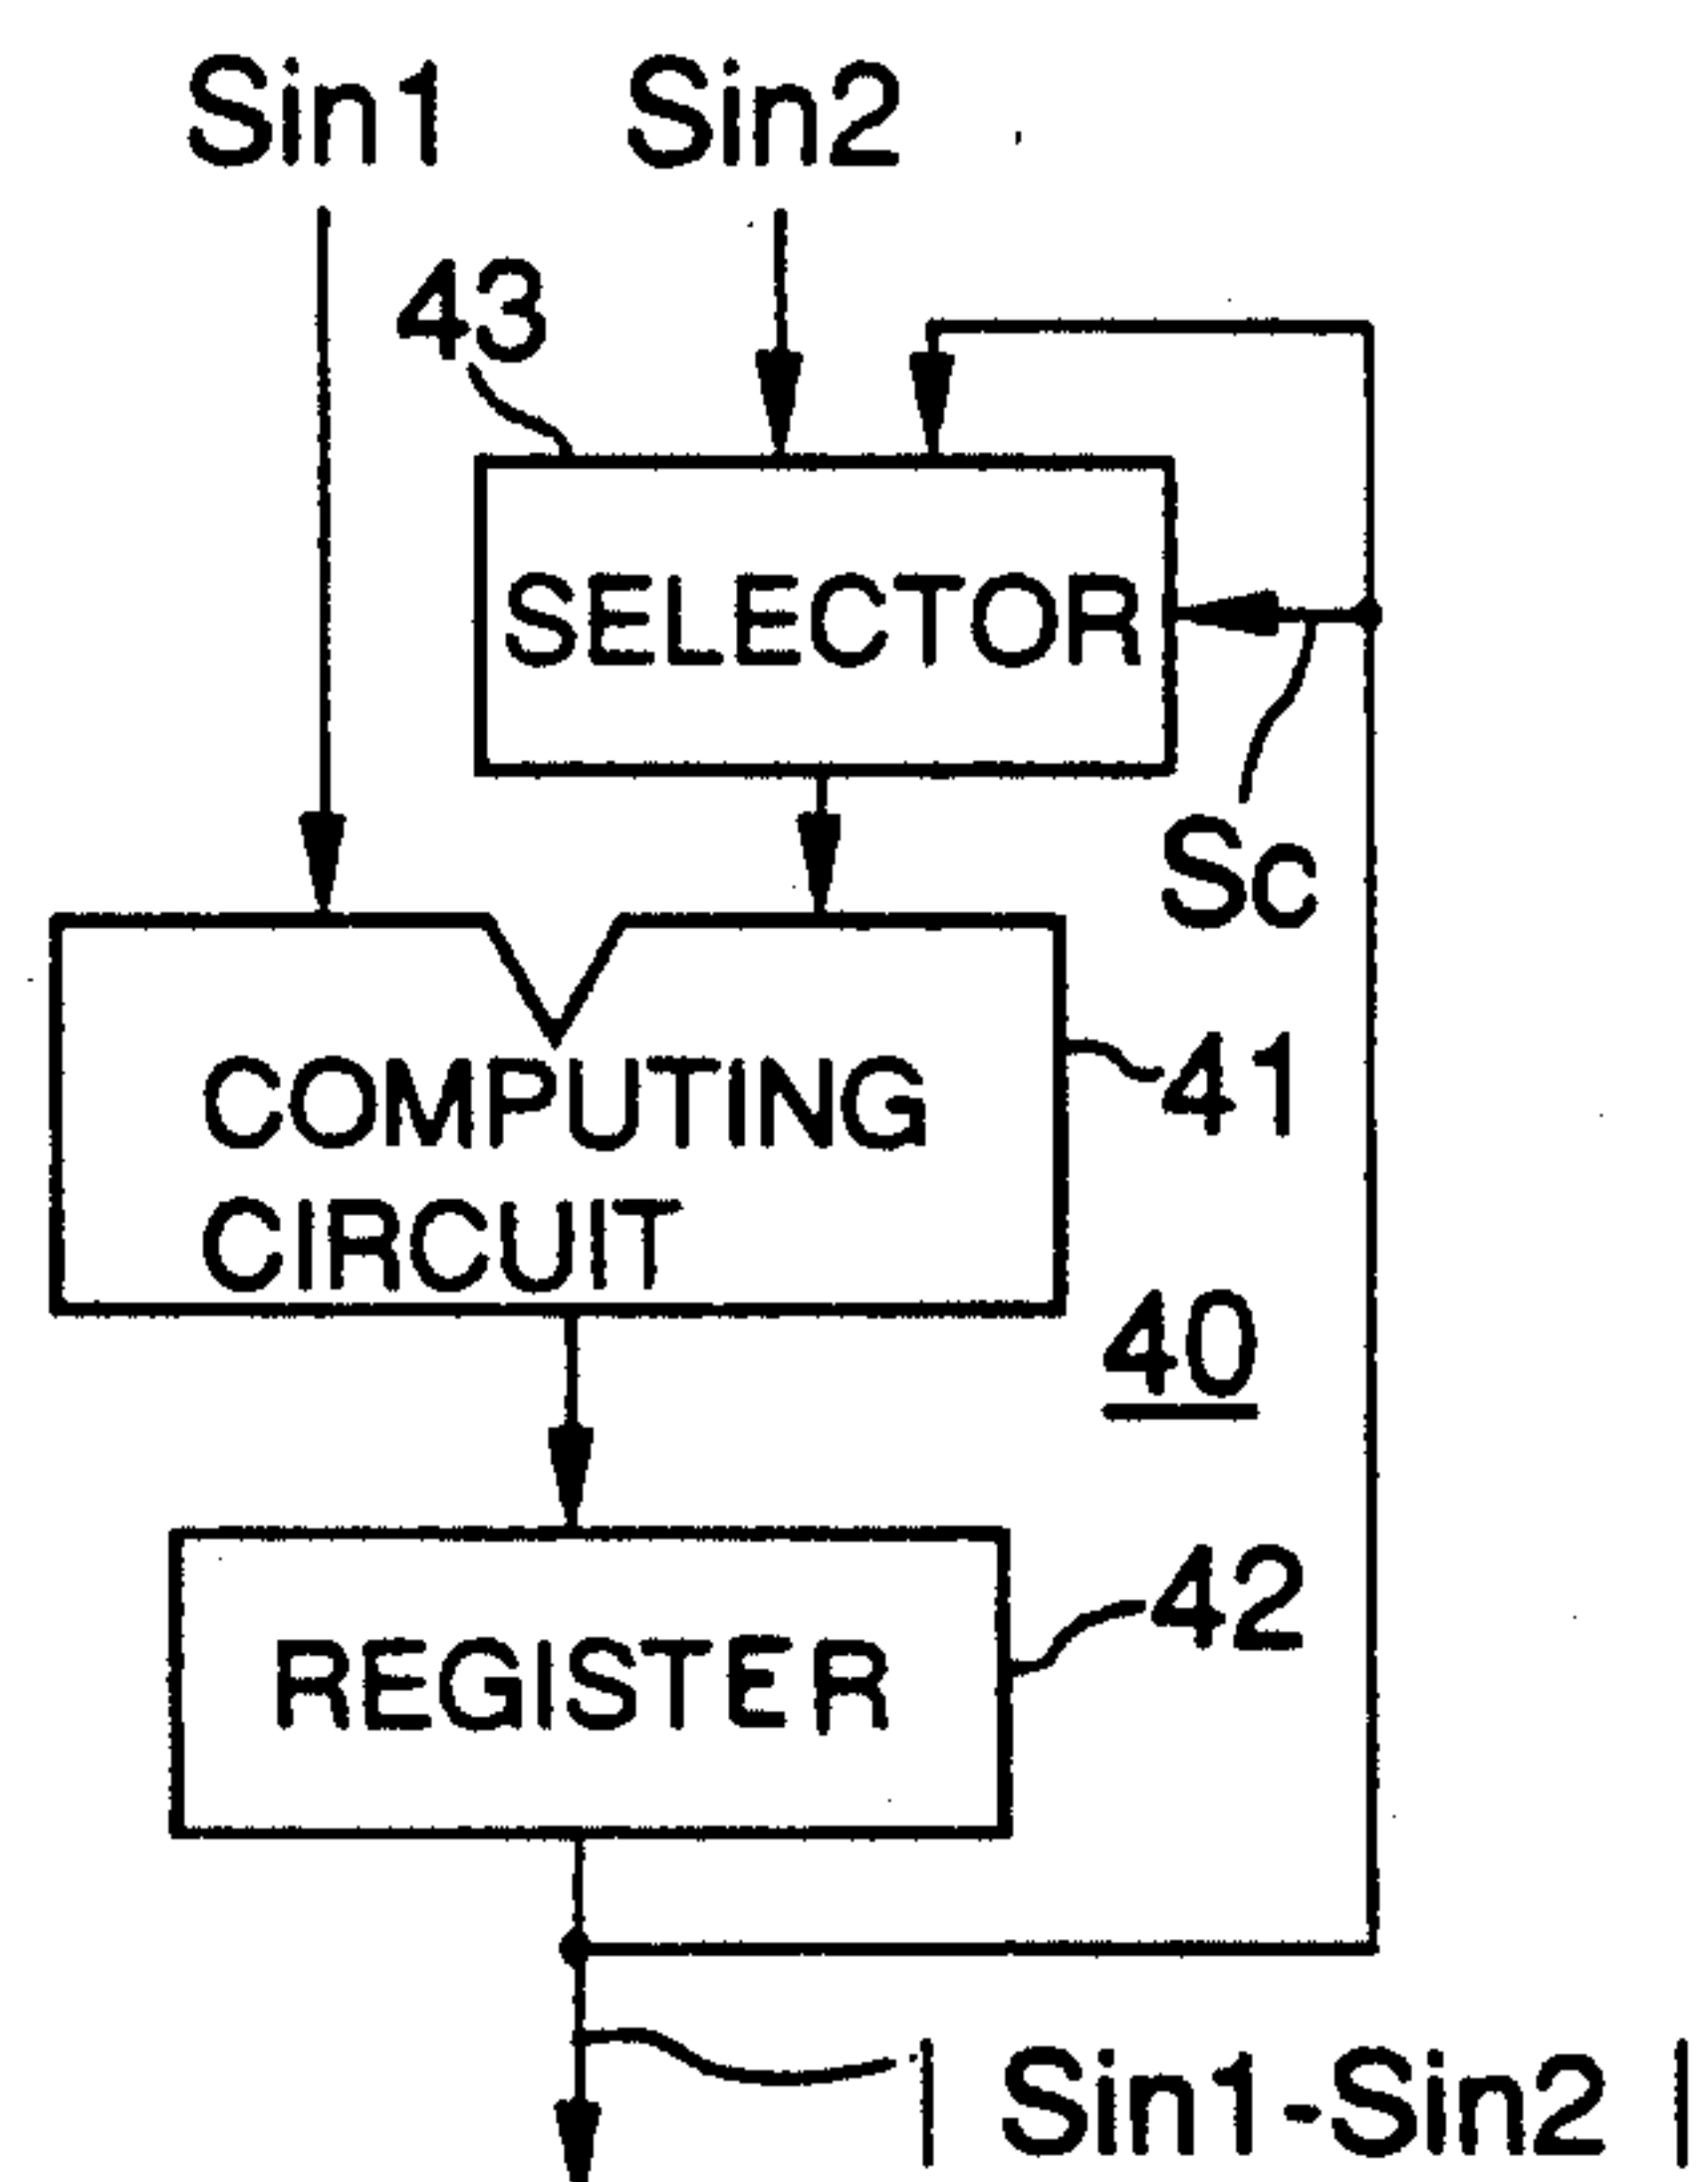 Sin1 Sin2
43
SELECTOR
Sc
COMPUTING
CIRCUIT
41
40
REGISTER
42
| Sin1-Sin2 |